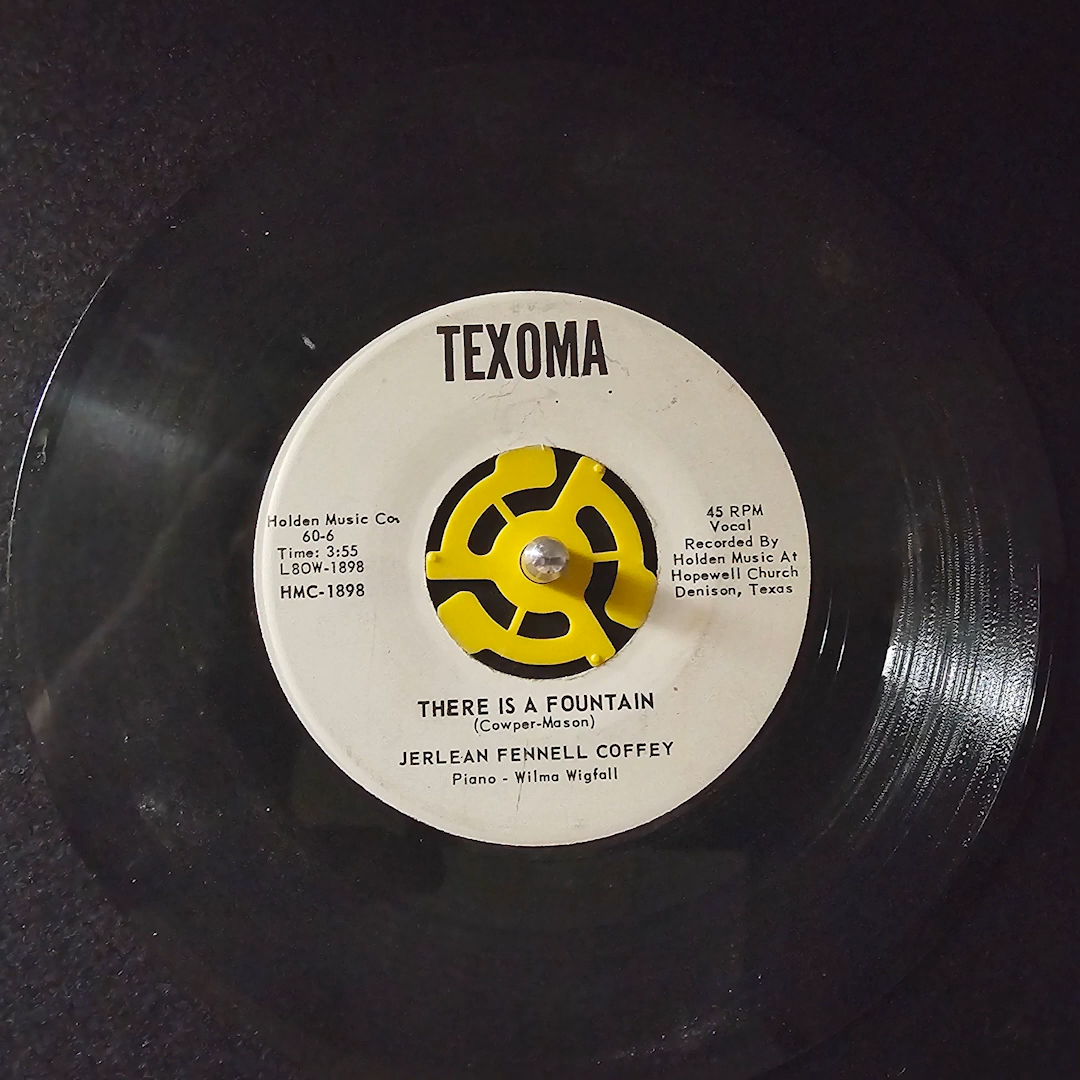 TEXOMA
Holden Music Co.
60-6
Time: 3:55
L8OW-1898
HMC-1898
45 RPM
Vocal
Recorded By
Holden Music At
Hopewell Church
Denison, Texas
THERE IS A FOUNTAIN
(Cowper-Mason)
JERLEAN FENNELL COFFEY
Piano - Wilma Wigfall